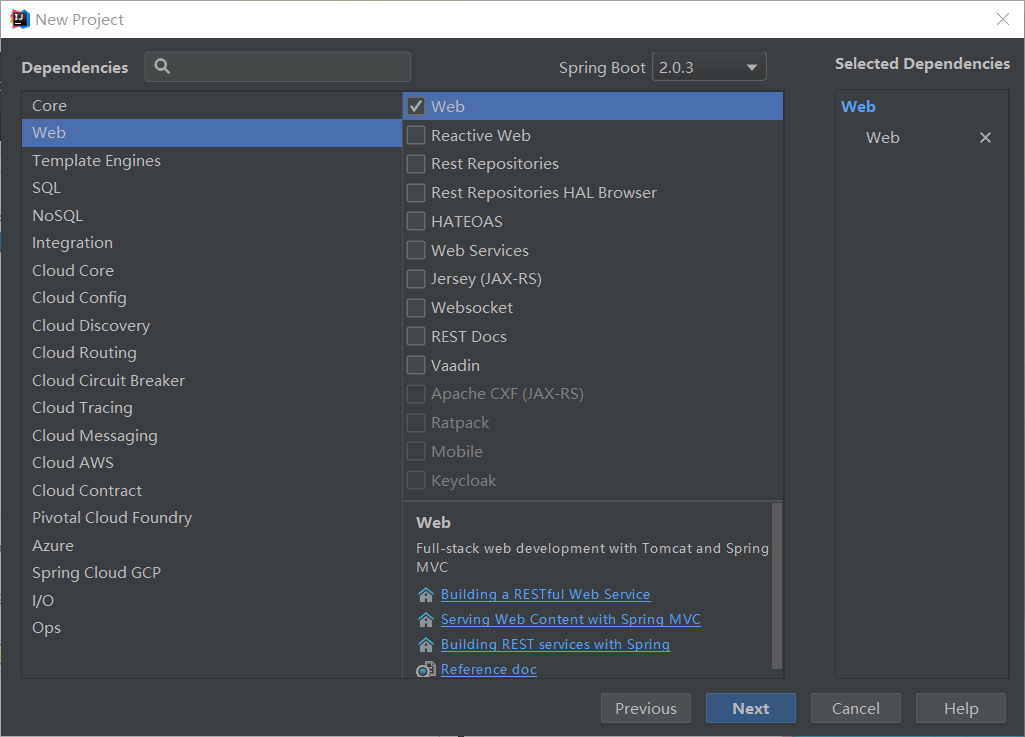 New Project
Dependencies
Spring Boot 2.0.3
Selected Dependencies
Core
Web
Template Engines
SQL
NoSQL
Integration
Cloud Core
Cloud Config
Cloud Discovery
Cloud Routing
Cloud Circuit Breaker
Cloud Tracing
Cloud Messaging
Cloud AWS
Cloud Contract
Pivotal Cloud Foundry
Azure
Spring Cloud GCP
I/O
Ops
Web
Reactive Web
Rest Repositories
Rest Repositories HAL Browser
HATEOAS
Web Services
Jersey (JAX-RS)
Websocket
REST Docs
Vaadin
Apache CXF (JAX-RS)
Ratpack
Mobile
Keycloak
Web
Full-stack web development with Tomcat and Spring
MVC
Building a RESTful Web Service
Serving Web Content with Spring MVC
Building REST services with Spring
Reference doc
Web
Web
Previous
Next
Cancel
Help